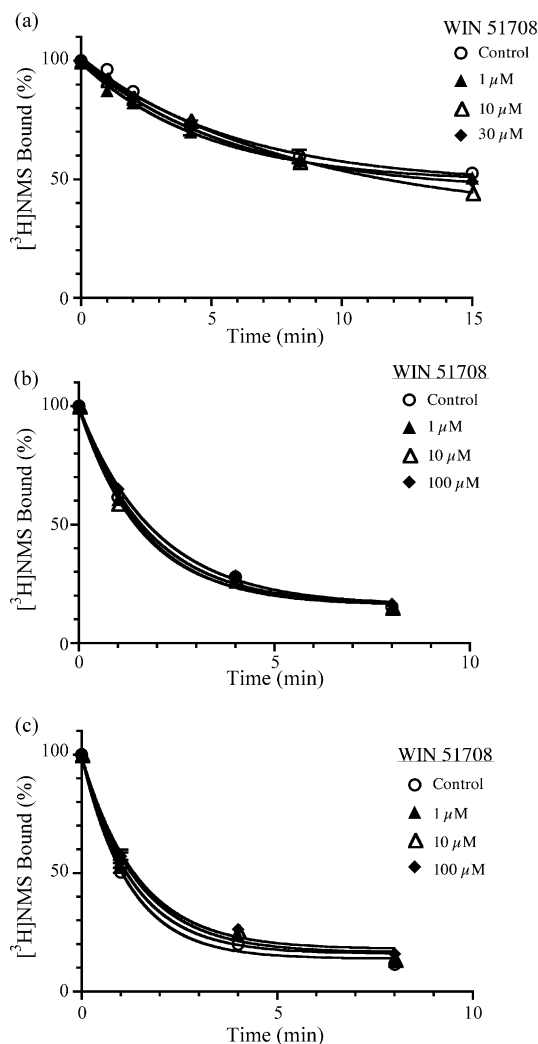 (a)
WIN 51708
Control
1 µM
10 µM
30 µM
[³H]NMS Bound (%)
100
50
0
0 5 10 15
Time (min)
(b)
WIN 51708
Control
1 µM
10 µM
100 µM
[³H]NMS Bound (%)
100
50
0
0 5 10
Time (min)
(c)
WIN 51708
Control
1 µM
10 µM
100 µM
[³H]NMS Bound (%)
100
50
0
0 5 10
Time (min)